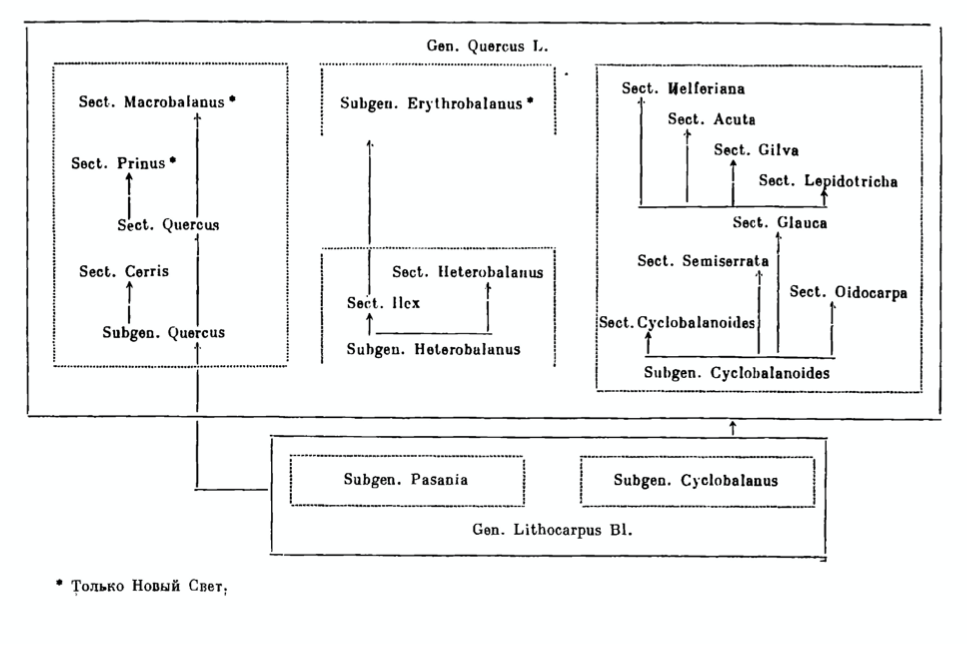 Gen. Quercus L.
Sect. Macrobalanus *
Sect. Prinus *
Sect. Quercus
Sect. Cerris
Subgen. Quercus
Subgen. Erythrobalanus *
Sect. Heterobalanus
Sect. Ilex
Subgen. Heterobalanus
Sect. Helferiana
Sect. Acuta
Sect. Gilva
Sect. Lepidotricha
Sect. Glauca
Sect. Semiserrata
Sect. Oidocarpa
Sect. Cyclobalanoides
Subgen. Cyclobalanoides
Subgen. Pasania
Subgen. Cyclobalanus
Gen. Lithocarpus Bl.
* Только Новый Свет.